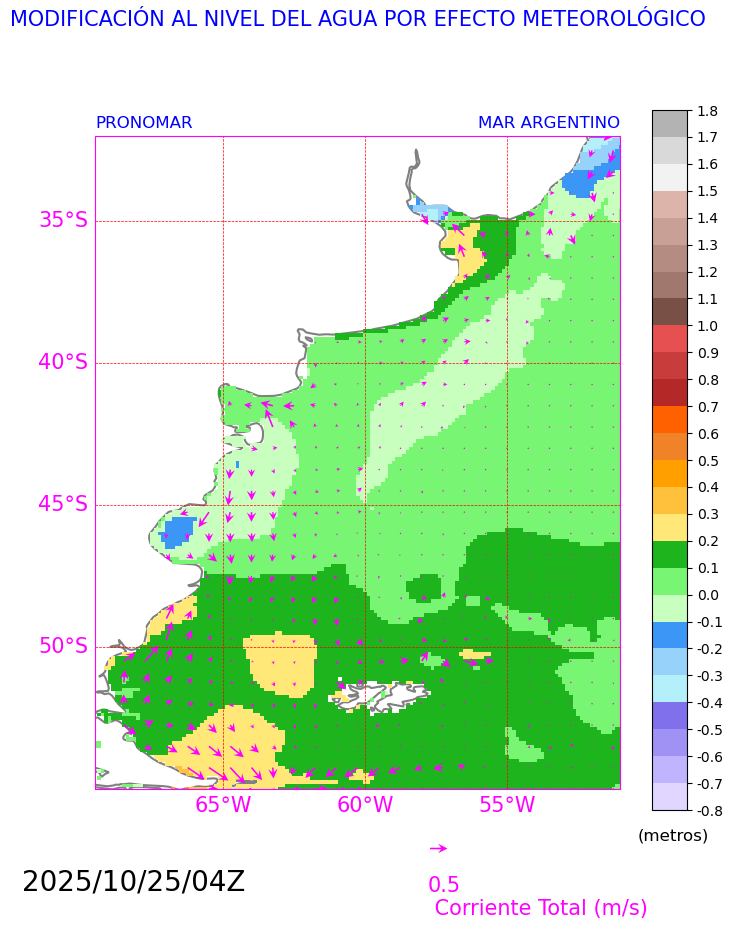 MODIFICACIÓN AL NIVEL DEL AGUA POR EFECTO METEOROLÓGICO
PRONOMAR
MAR ARGENTINO
35°S
40°S
45°S
50°S
65°W
60°W
55°W
1.8
1.7
1.6
1.5
1.4
1.3
1.2
1.1
1.0
0.9
0.8
0.7
0.6
0.5
0.4
0.3
0.2
0.1
0.0
-0.1
-0.2
-0.3
-0.4
-0.5
-0.6
-0.7
-0.8
(metros)
2025/10/25/04Z
0.5
Corriente Total (m/s)